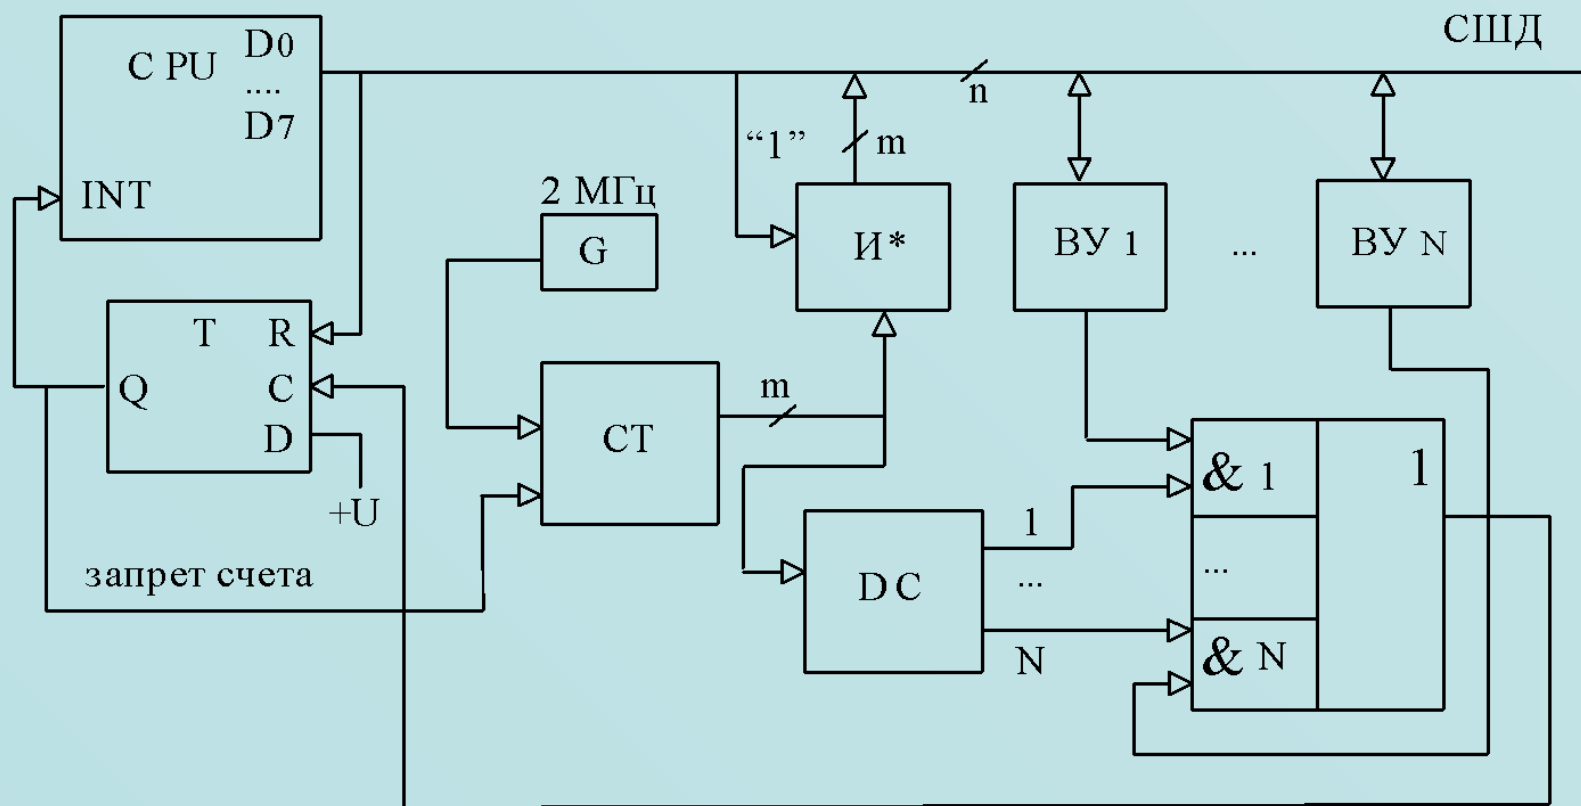 СШД
C PU
D0
....
D7
INT
n
“1”
m
2 МГц
G
И*
ВУ 1
...
ВУ N
T
R
Q
C
D
+U
m
CT
& 1
1
1
...
...
DC
запрет счета
N
& N